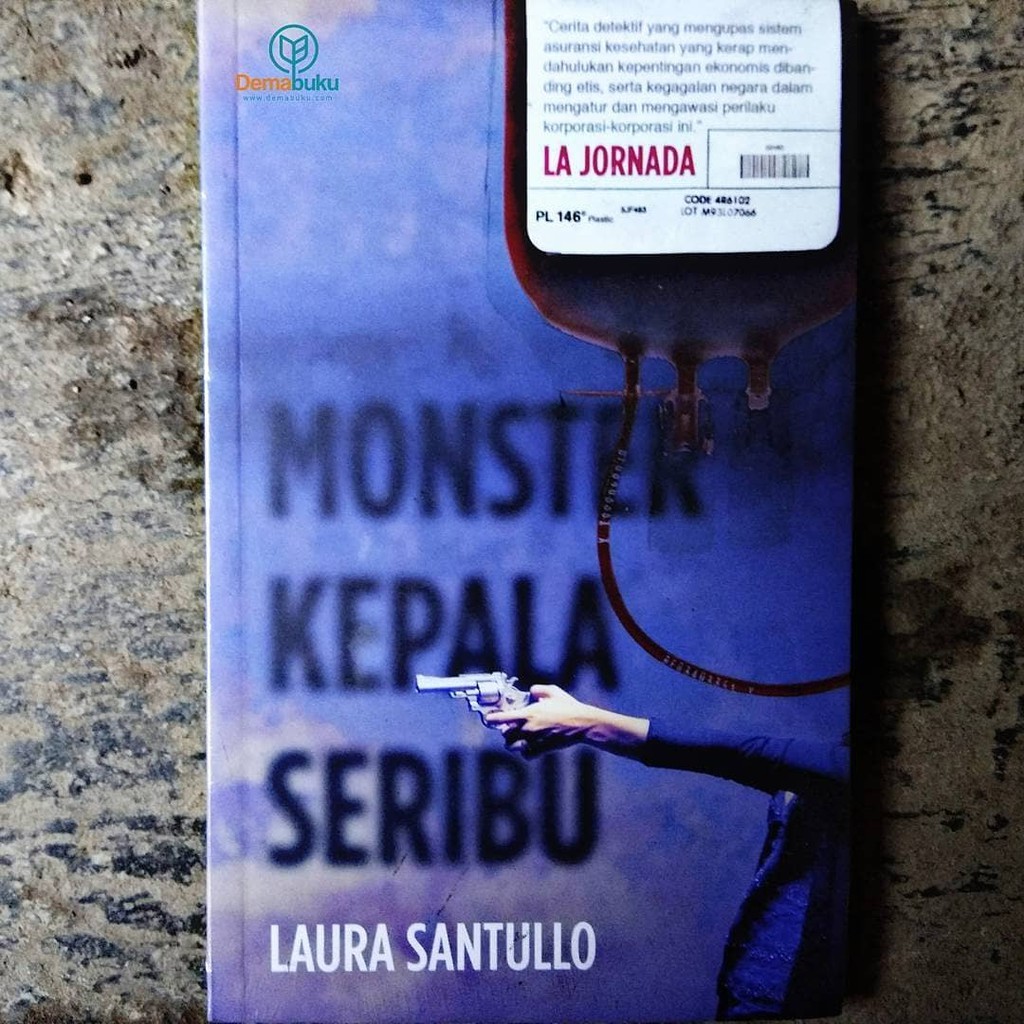 Demabuku
www.demabuku.com
"Cerita detektif yang mengupas sistem
asuransi kesehatan yang kerap men-
dahulukan kepentingan ekonomis diban-
ding etis, serta kegagalan negara dalam
mengatur dan mengawasi perilaku
korporasi-korporasi ini."
LA JORNADA
PL 146® Plastic
CODE 4R6102
LOT M93L07066
MONSTER
KEPALA
SERIBU
LAURA SANTULLO